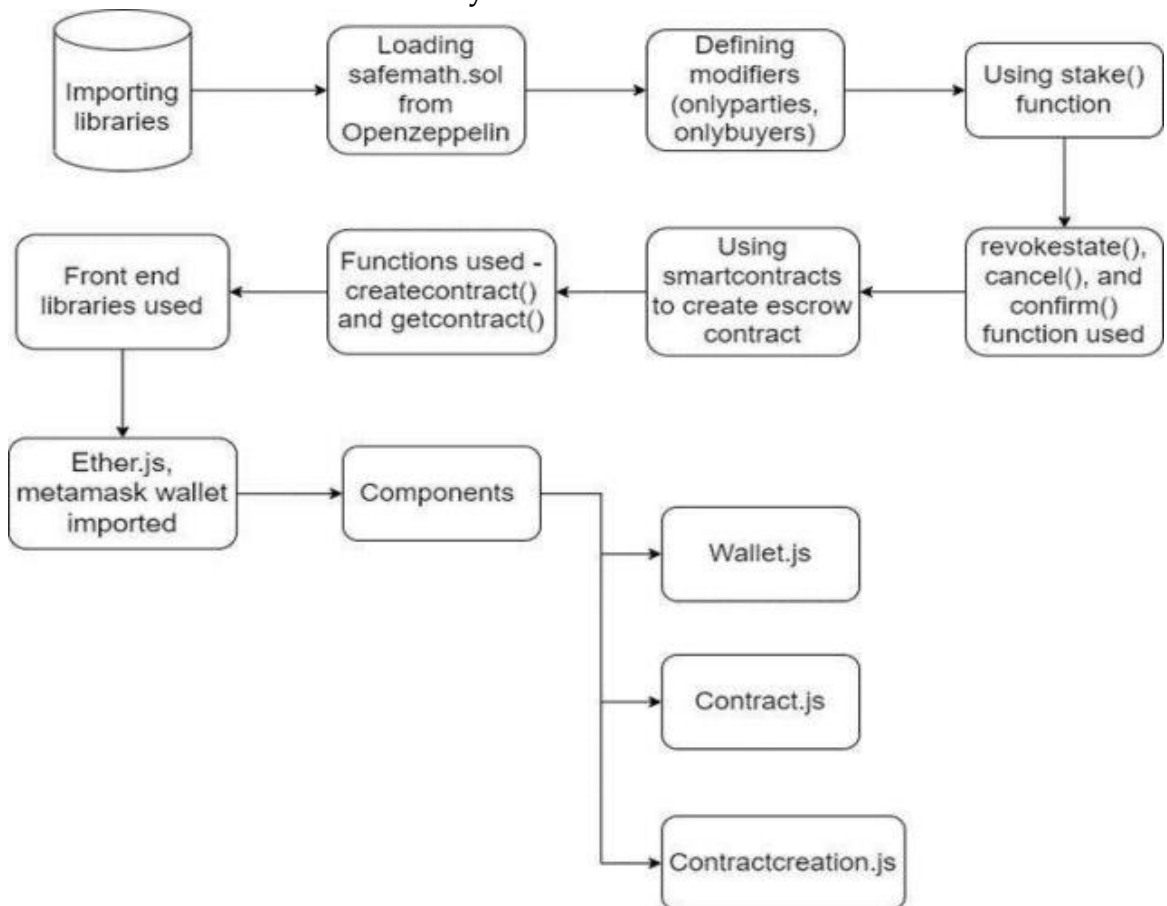 Importing
libraries
Loading
safemath.sol
from
Openzeppelin
Defining
modifiers
(onlyparties,
onlybuyers)
Using stake()
function
Front end
libraries used
Functions used -
createcontract()
and getcontract()
Using
smartcontracts
to create escrow
contract
revokestate(),
cancel(), and
confirm()
function used
Ether.js,
metamask wallet
imported
Components
Wallet.js
Contract.js
Contractcreation.js